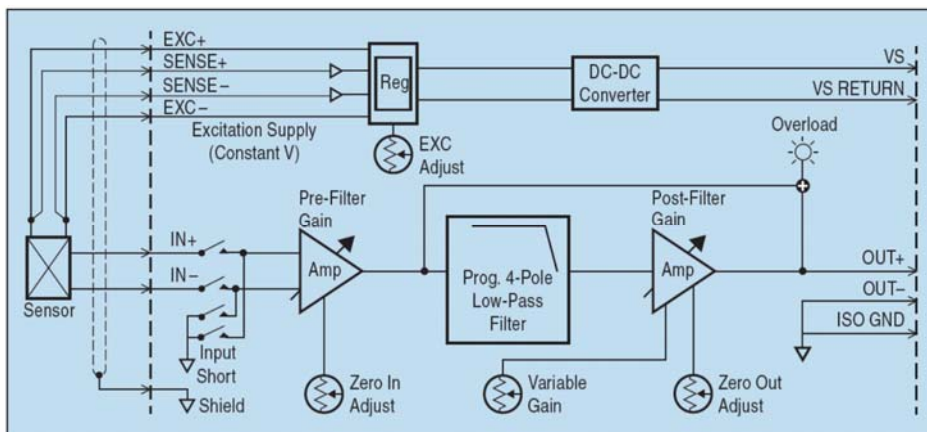 EXC+
SENSE+
SENSE−
EXC−
Excitation Supply
(Constant V)
Reg
EXC
Adjust
DC-DC
Converter
VS
VS RETURN
Overload
Pre-Filter
Gain
Post-Filter
Gain
IN+
IN−
Sensor
Amp
Prog. 4-Pole
Low-Pass
Filter
Amp
OUT+
OUT−
ISO GND
Input
Short
Shield
Zero In
Adjust
Variable
Gain
Zero Out
Adjust